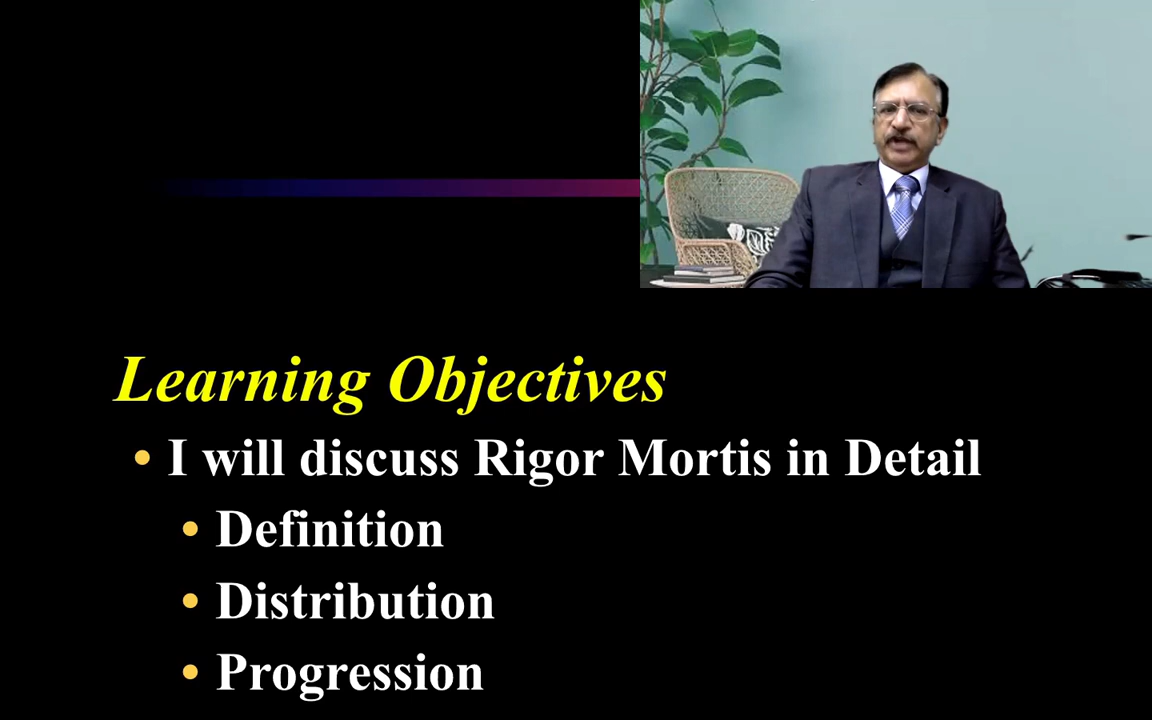 Learning Objectives
• I will discuss Rigor Mortis in Detail
• Definition
• Distribution
• Progression